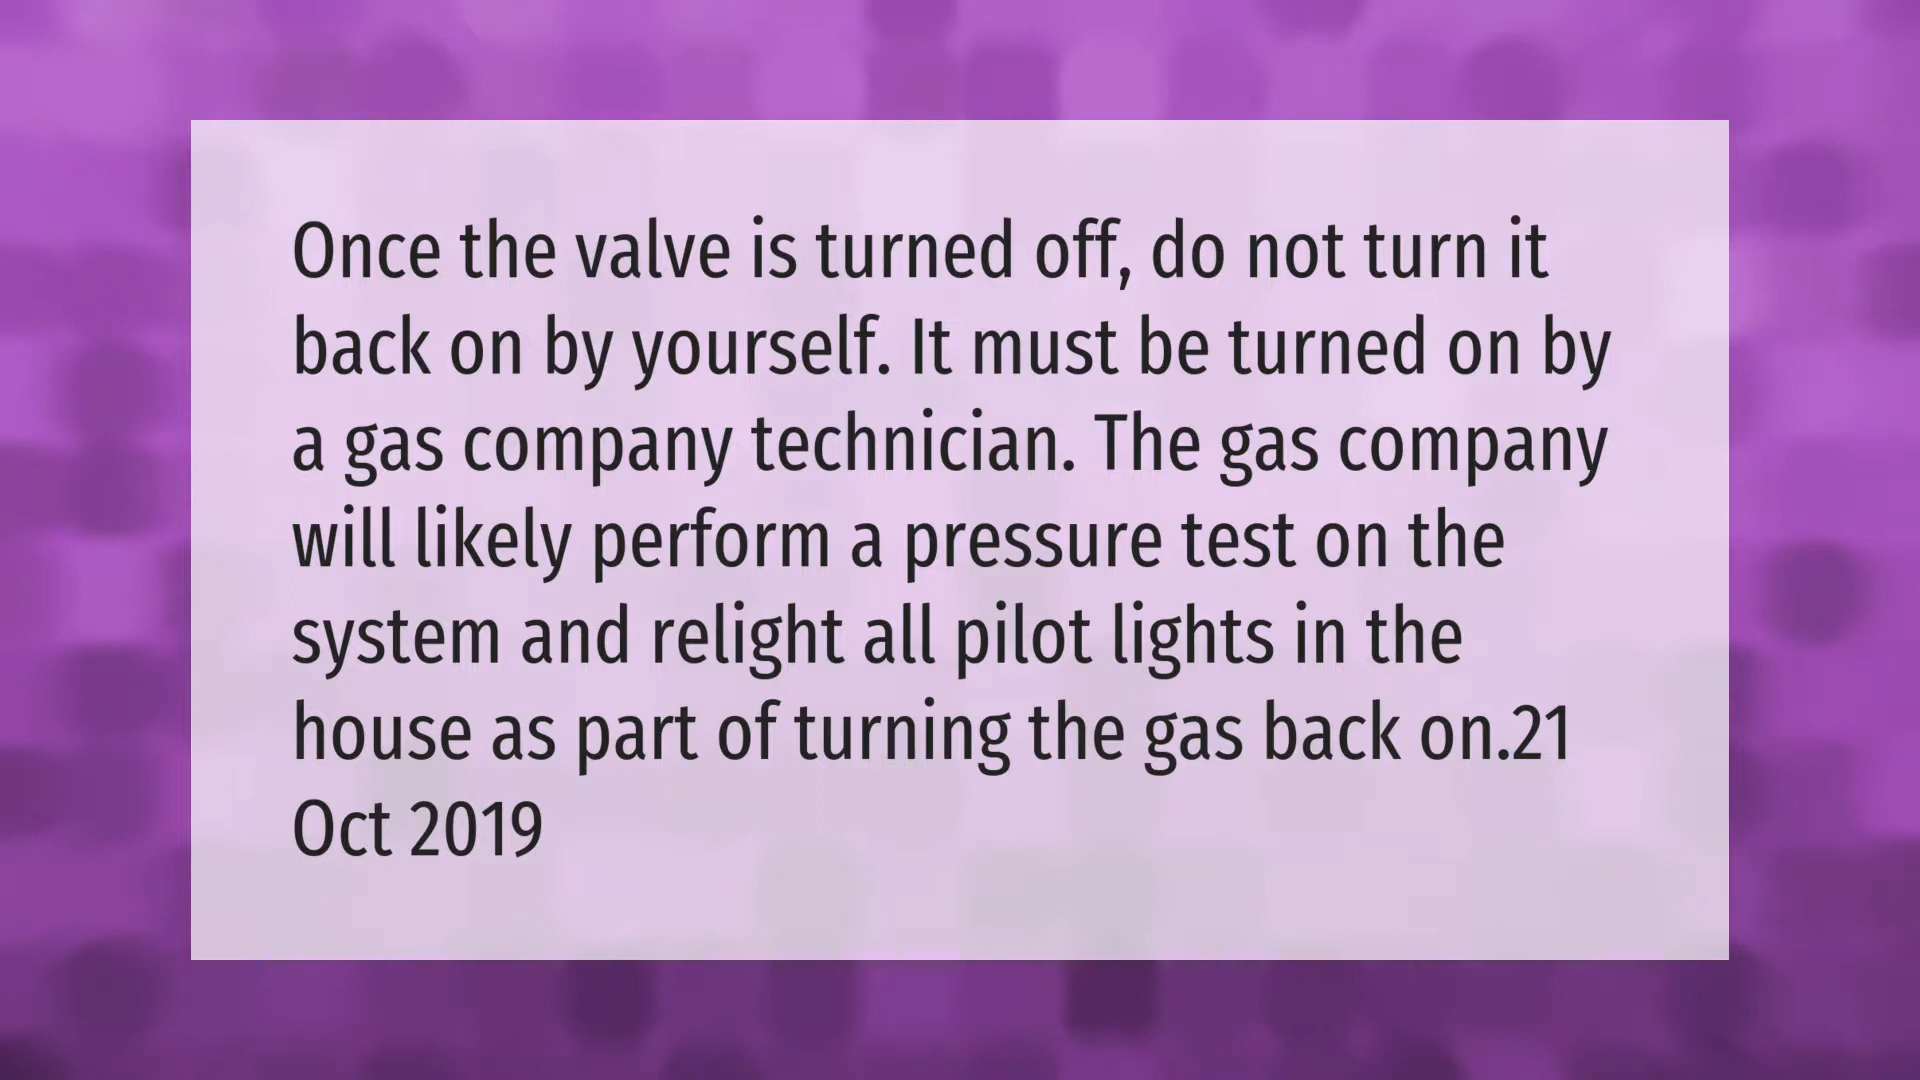 Once the valve is turned off, do not turn it
back on by yourself. It must be turned on by
a gas company technician. The gas company
will likely perform a pressure test on the
system and relight all pilot lights in the
house as part of turning the gas back on.21
Oct 2019